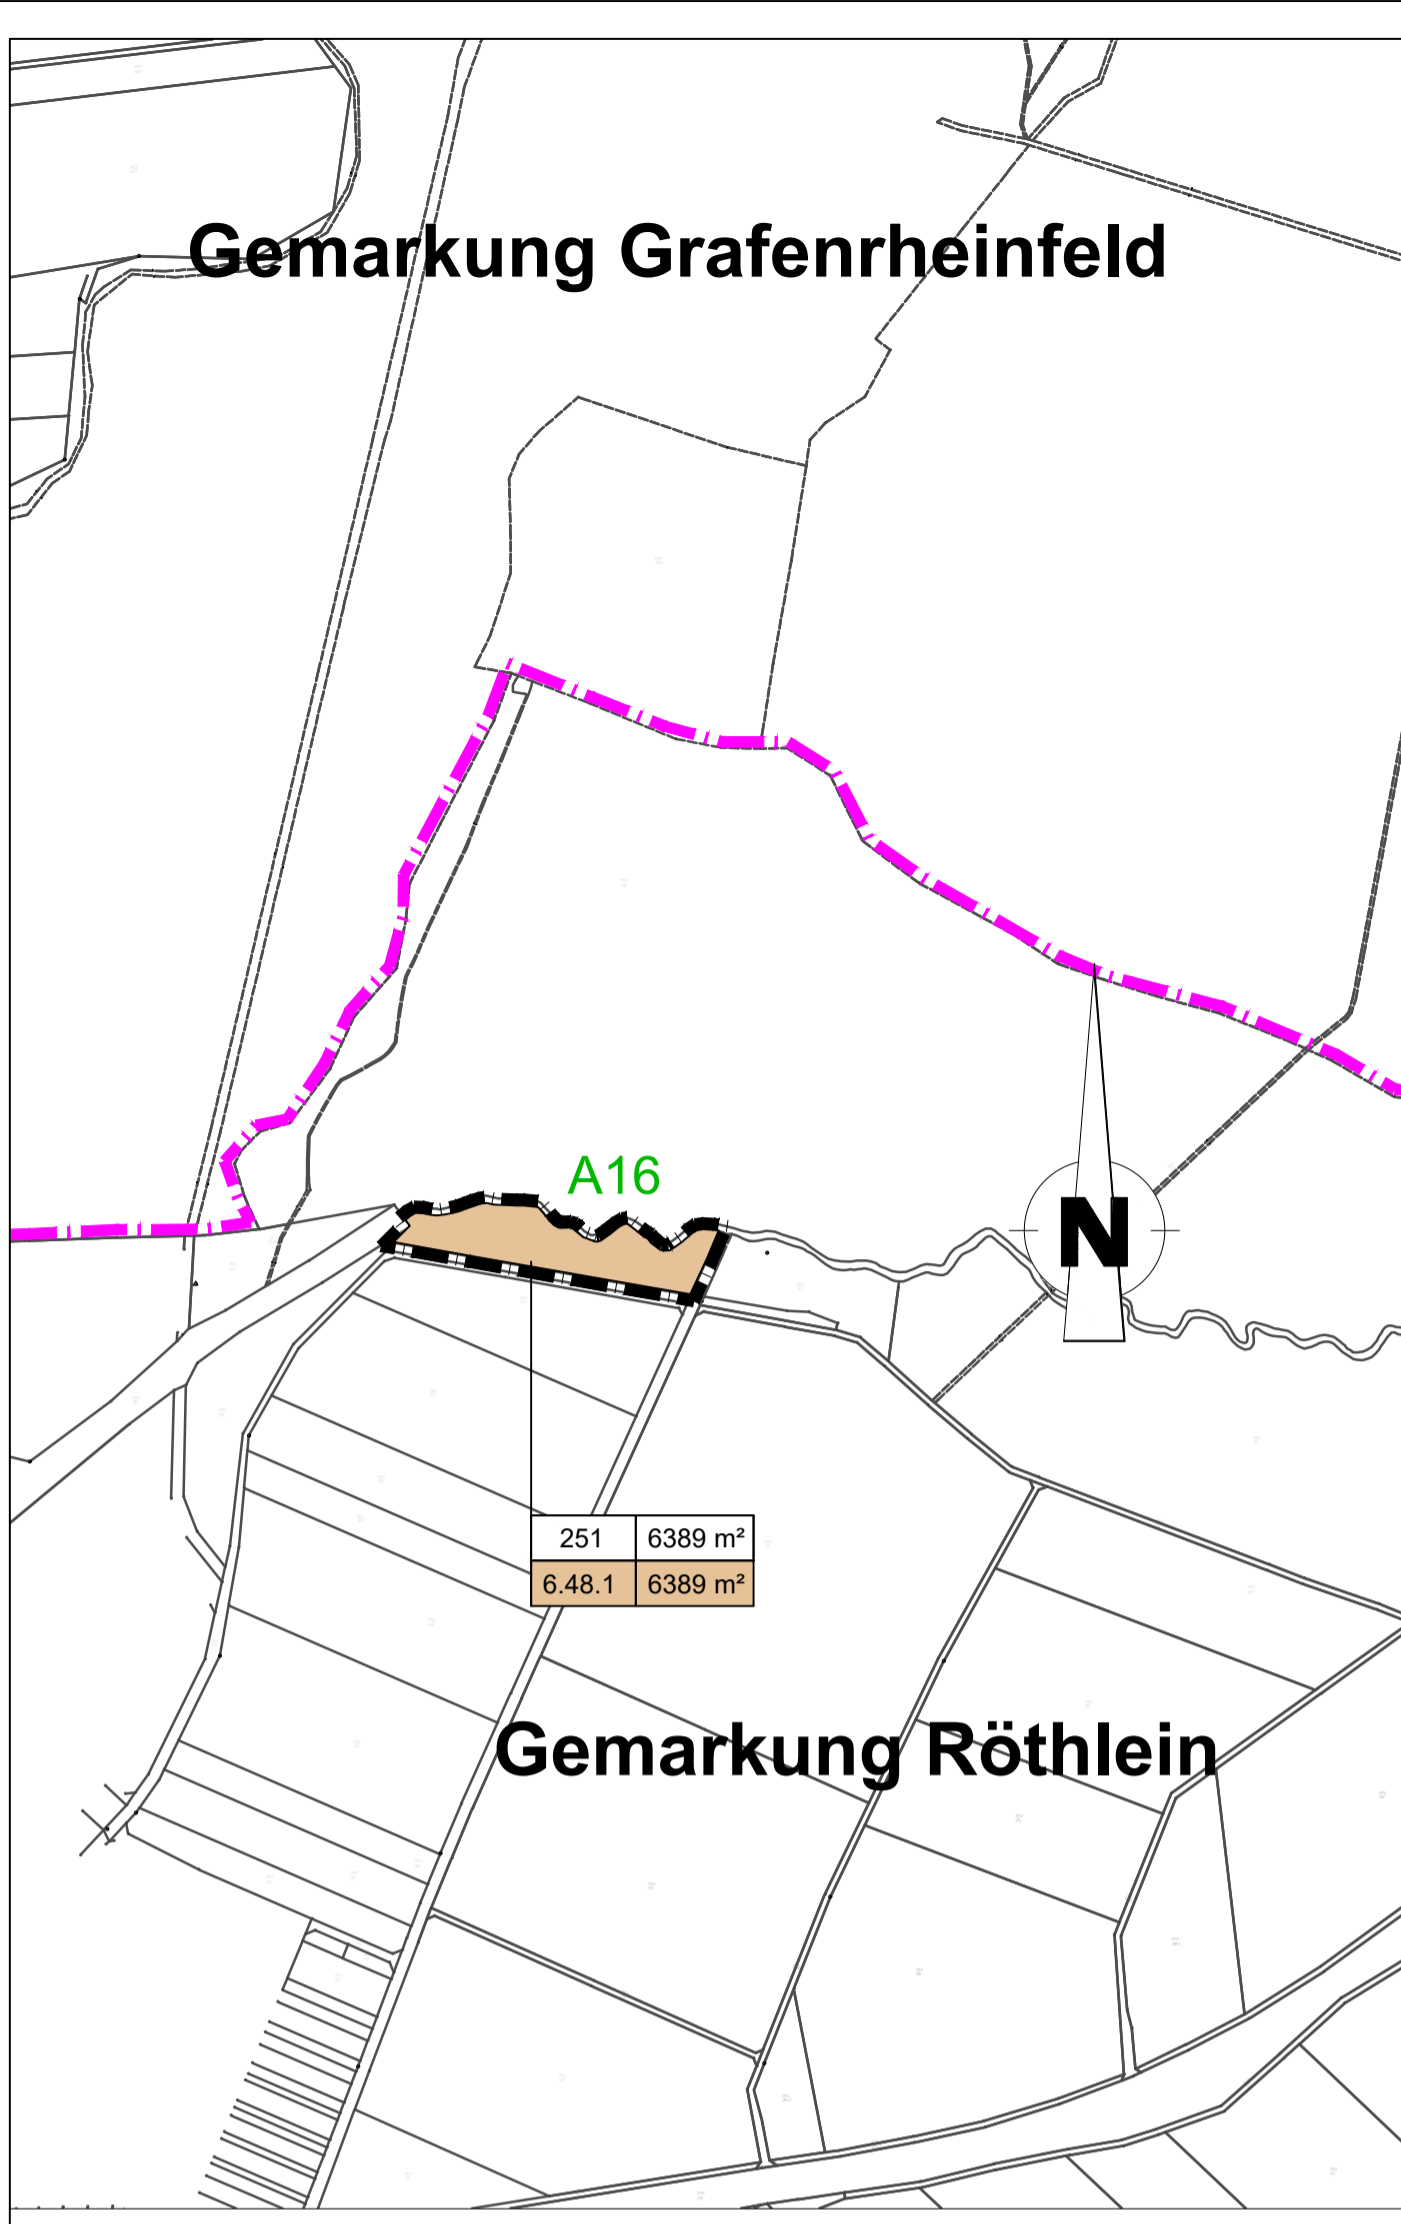 Gemarkung Grafenrheinfeld
A16
N
251 6389 m²
6.48.1 6389 m²
Gemarkung Röthlein